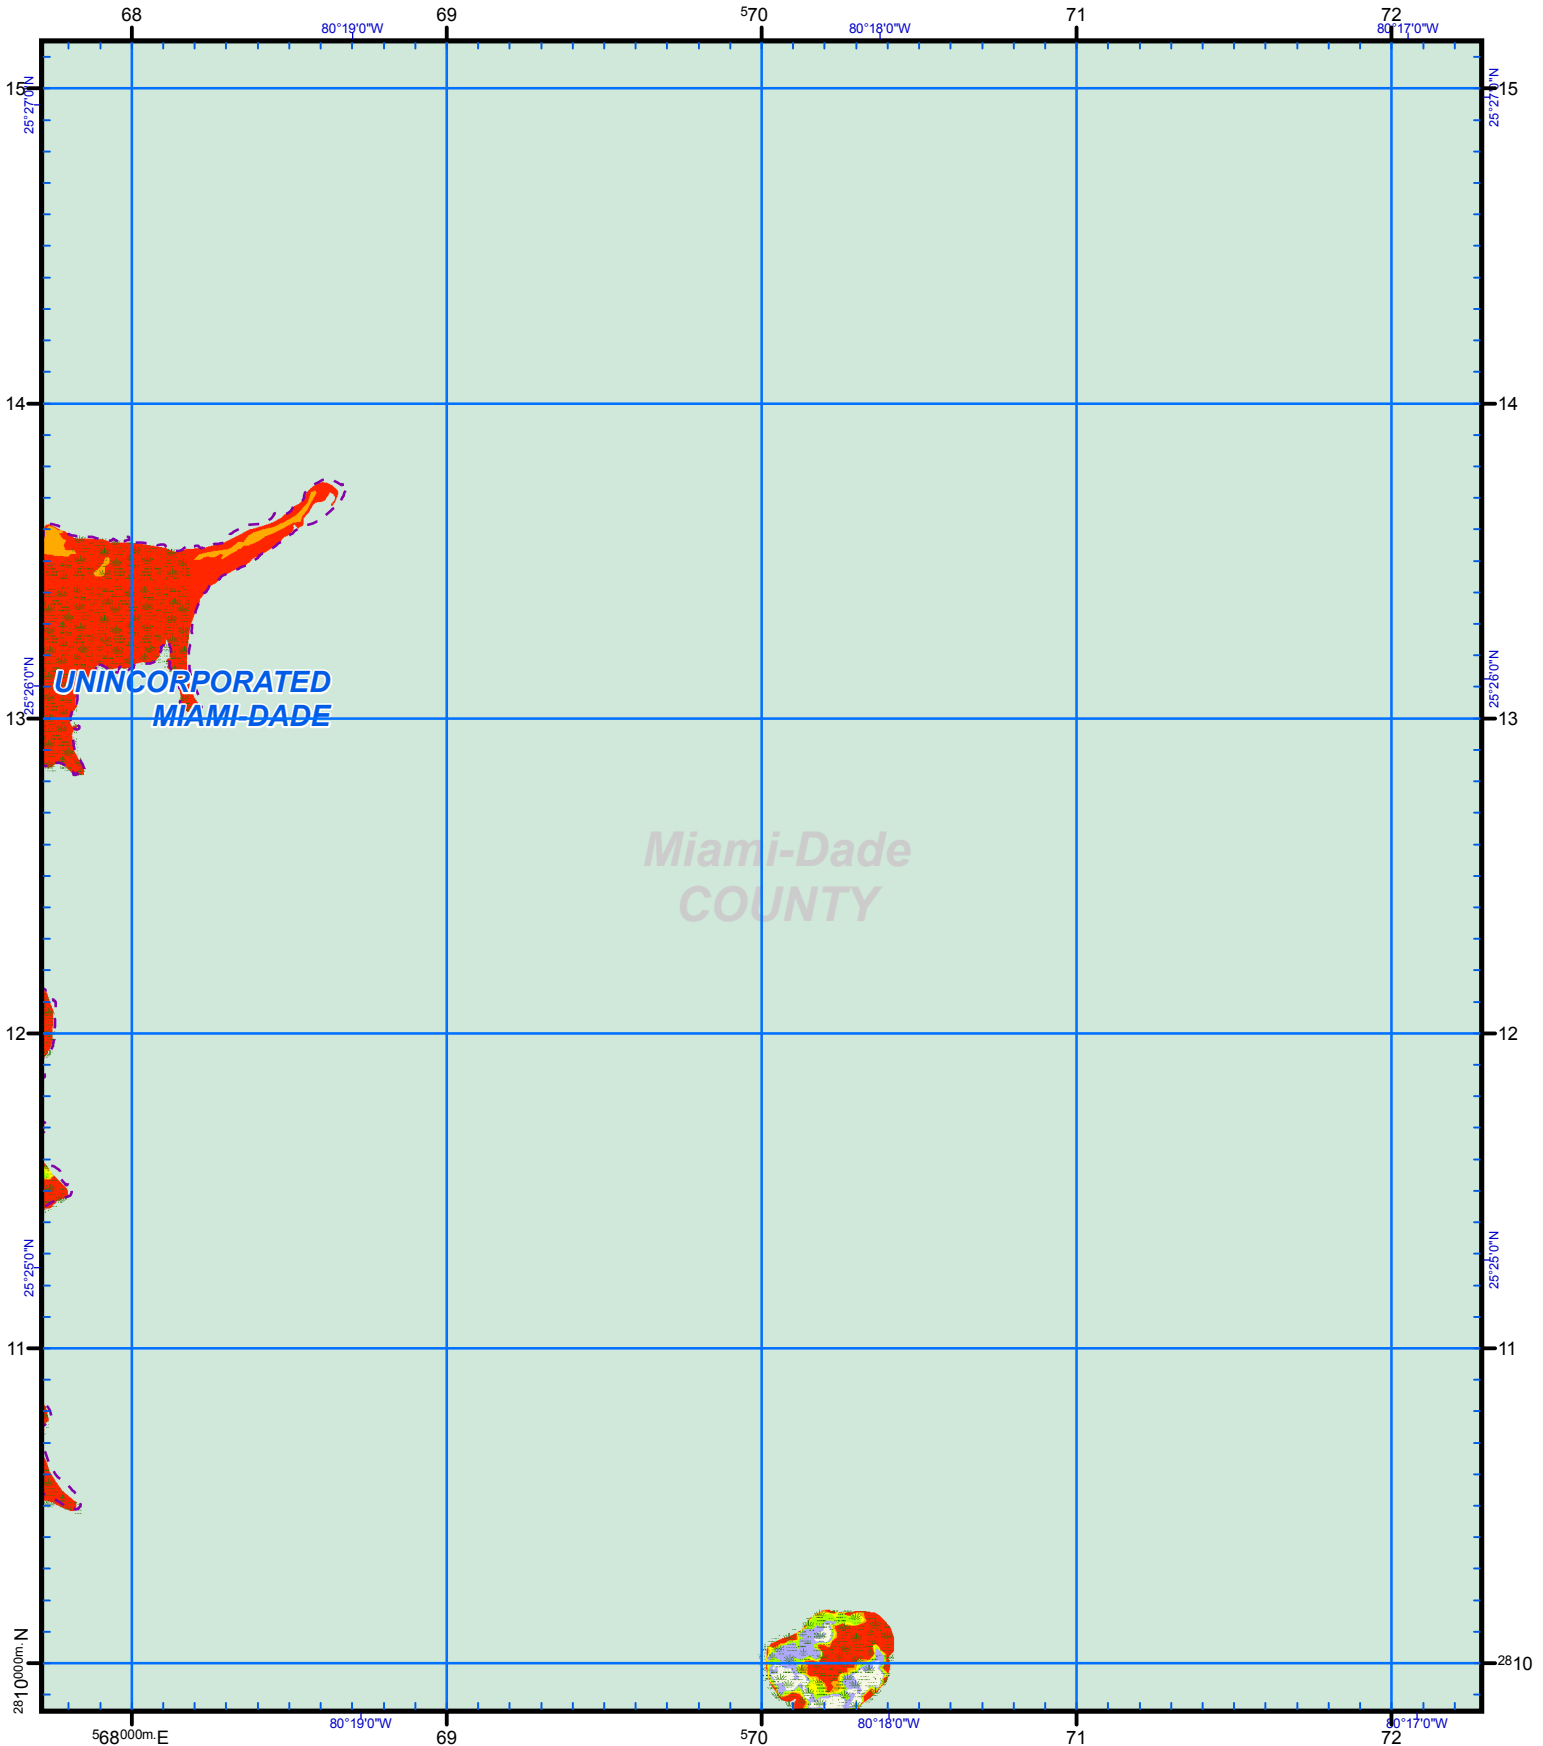 68 69 570 71 72
80°19'0"W 80°18'0"W 80°17'0"W
15 15
25°27'0"N 25°27'0"N
14 14
25°26'0"N 25°26'0"N
UNINCORPORATED
MIAMI-DADE
13 13
Miami-Dade
COUNTY
12 12
25°25'0"N 25°25'0"N
11 11
2810000m. N 2810
80°19'0"W 80°18'0"W 80°17'0"W
568000m. E 69 570 71 72